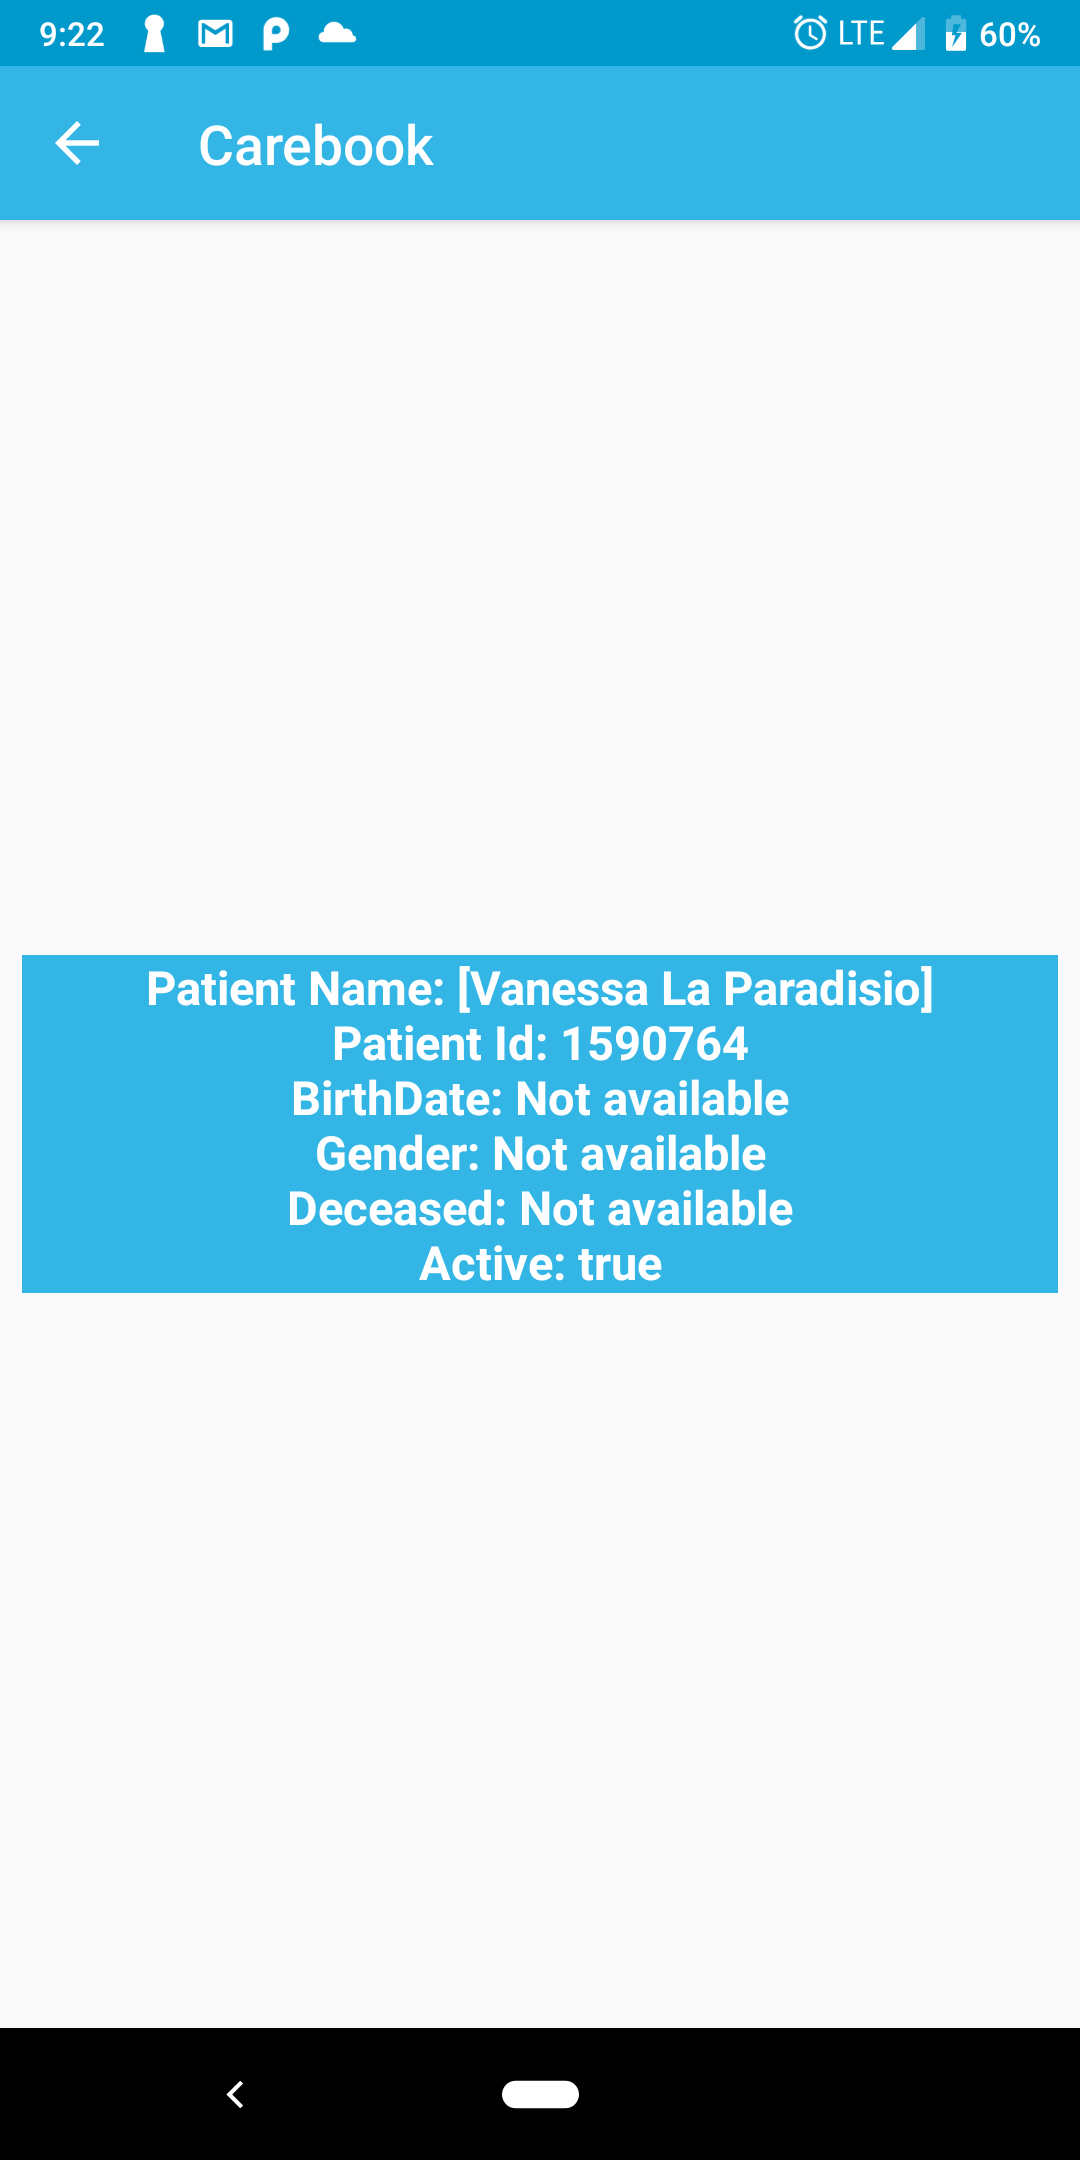 9:22 LTE 60%
Carebook
Patient Name: [Vanessa La Paradisio]
Patient Id: 1590764
BirthDate: Not available
Gender: Not available
Deceased: Not available
Active: true